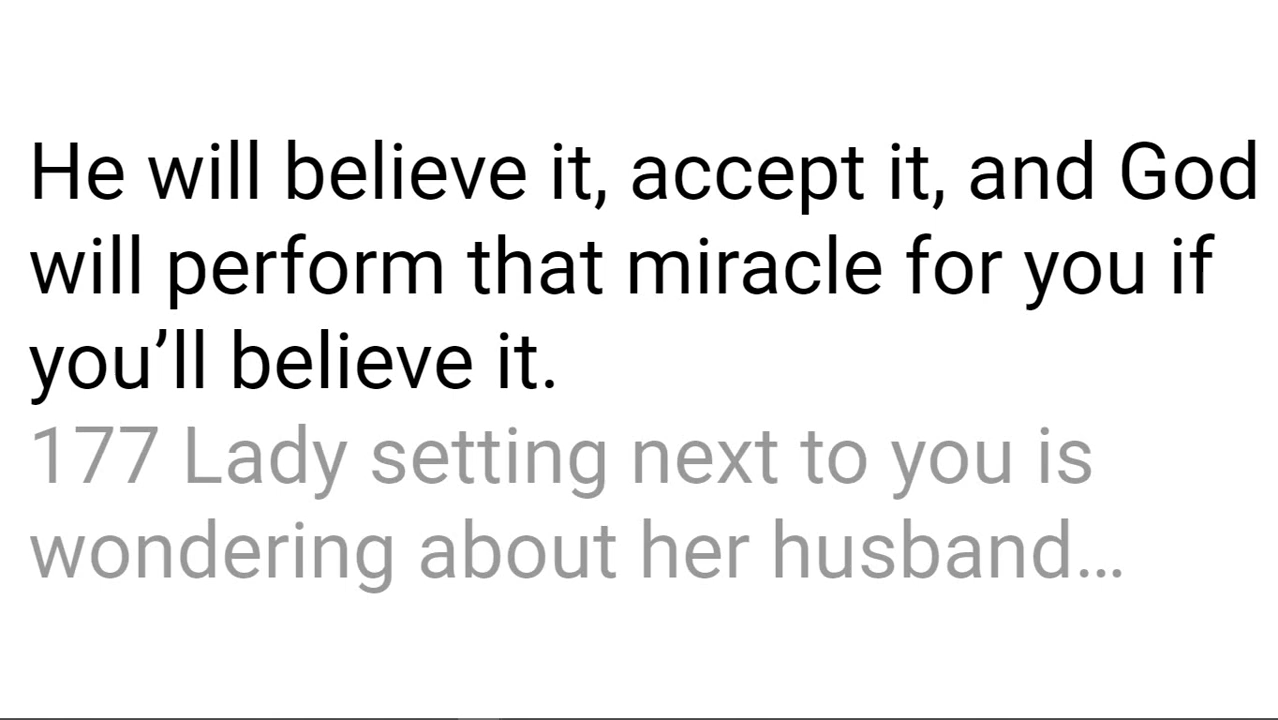 He will believe it, accept it, and God
will perform that miracle for you if
you’ll believe it.
177 Lady setting next to you is
wondering about her husband…